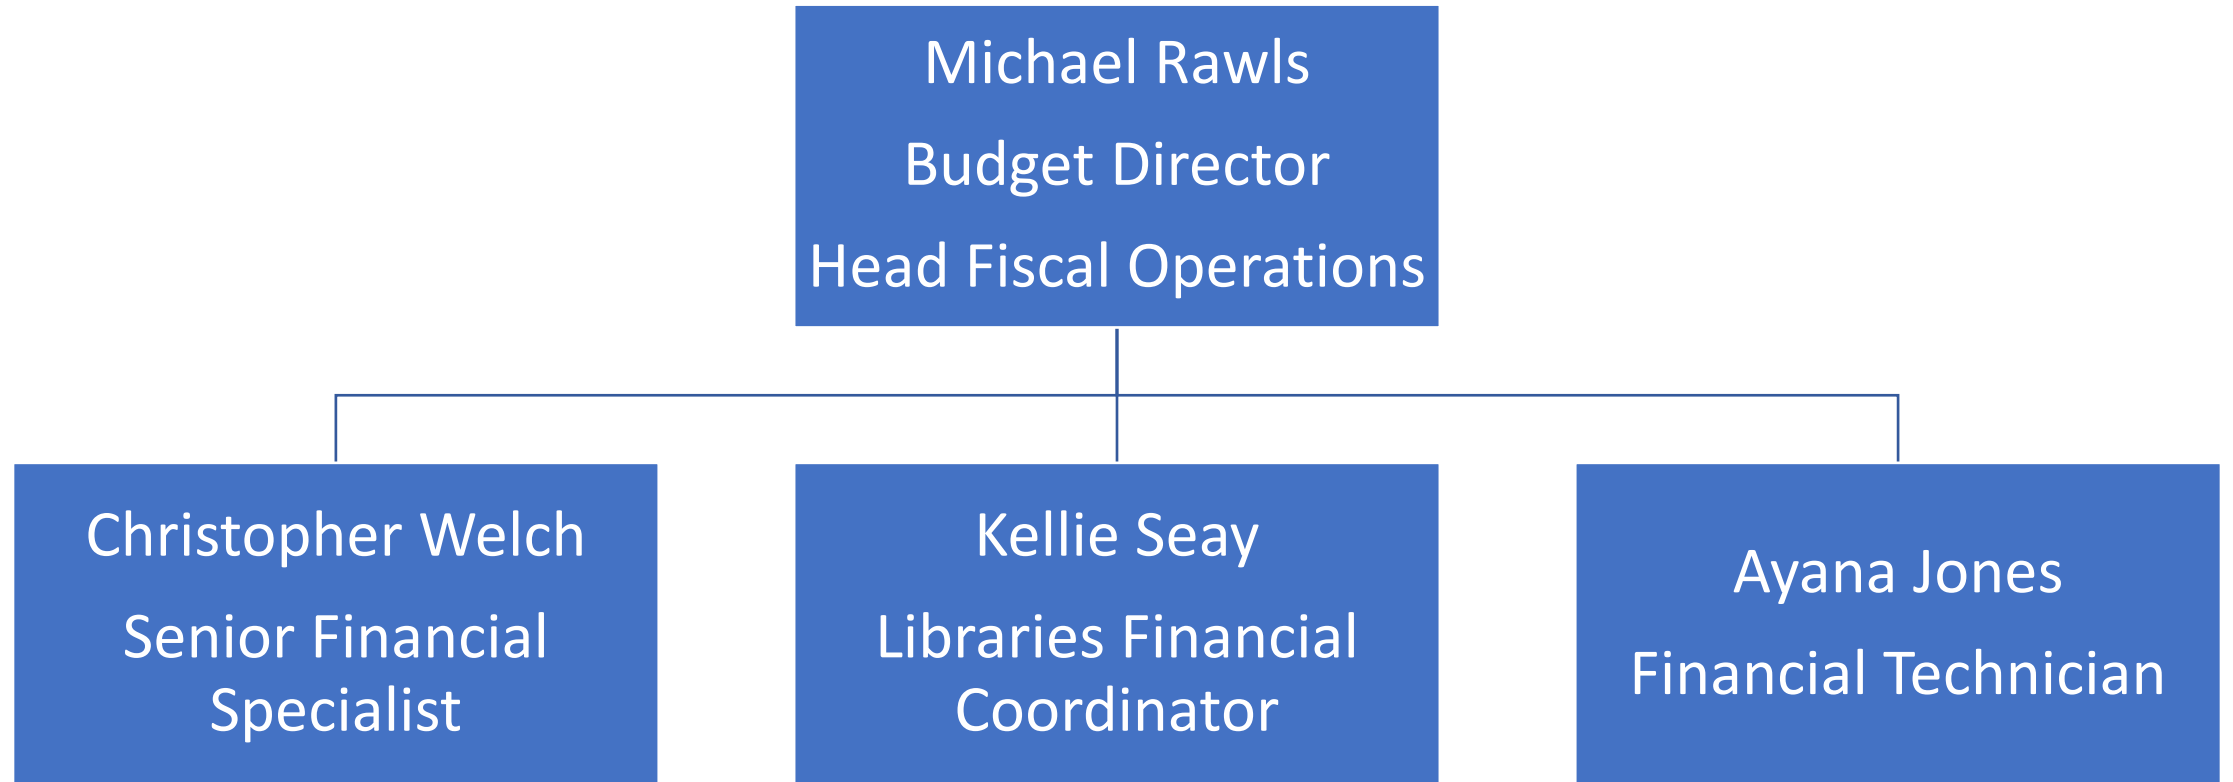 Michael Rawls
Budget Director
Head Fiscal Operations
Christopher Welch
Senior Financial
Specialist
Kellie Seay
Libraries Financial
Coordinator
Ayana Jones
Financial Technician